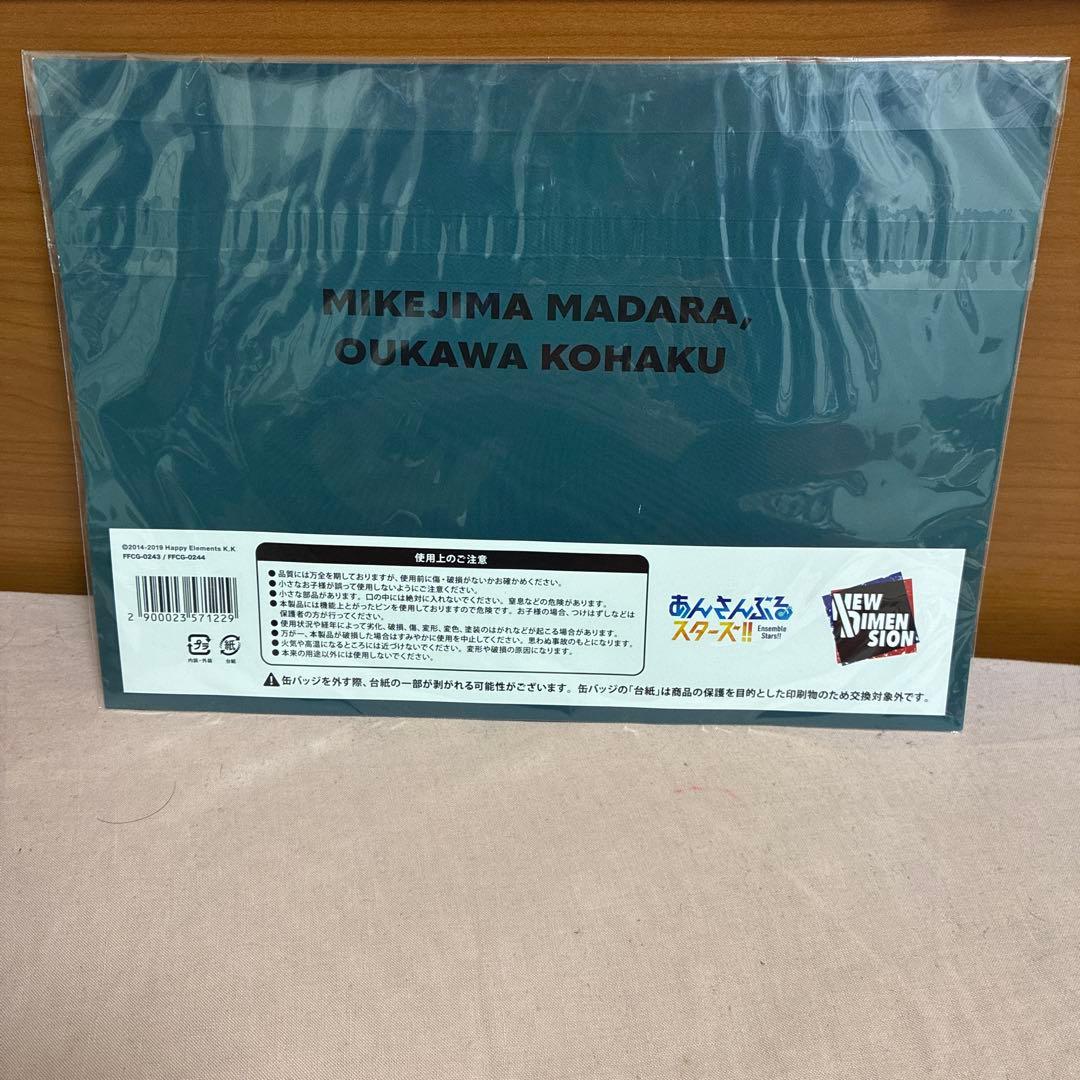 MIKEJIMA MADARA,
OUKAWA KOHAKU
©2014-2019 Happy Elements K.K
FFCG-0243 / FFCG-0244
2 900023 571229
プラ
内装・外装
紙
台紙
使用上のご注意
● 品質には万全を期しておりますが、使用前に傷・破損がないかお確かめください。
● 小さなお子様が誤って使用しないようにご注意ください。
● 小さな部品があります。口の中には絶対に入れないでください。窒息などの危険があります。
● 本製品には機能上とがったピンを使用しておりますので危険です。お子様の場合、つけはずしなどは
保護者の方が行ってください。
● 使用状況や経年によって劣化、破損、傷、変形、変色、塗装のはがれなどが起こる場合があります。
● 万が一、本製品が破損した場合はすみやかに使用を中止してください。思わぬ事故のもとになります。
● 火気や高温になるところには近づけないでください。変形や破損の原因になります。
● 本来の用途以外には使用しないでください。
⚠ 缶バッジを外す際、台紙の一部が剥がれる可能性がございます。缶バッジの「台紙」は商品の保護を目的とした印刷物のため交換対象外です。
あんさんぶる
スターズ!!
Ensemble
Stars!!
NEW
DIMEN
SION